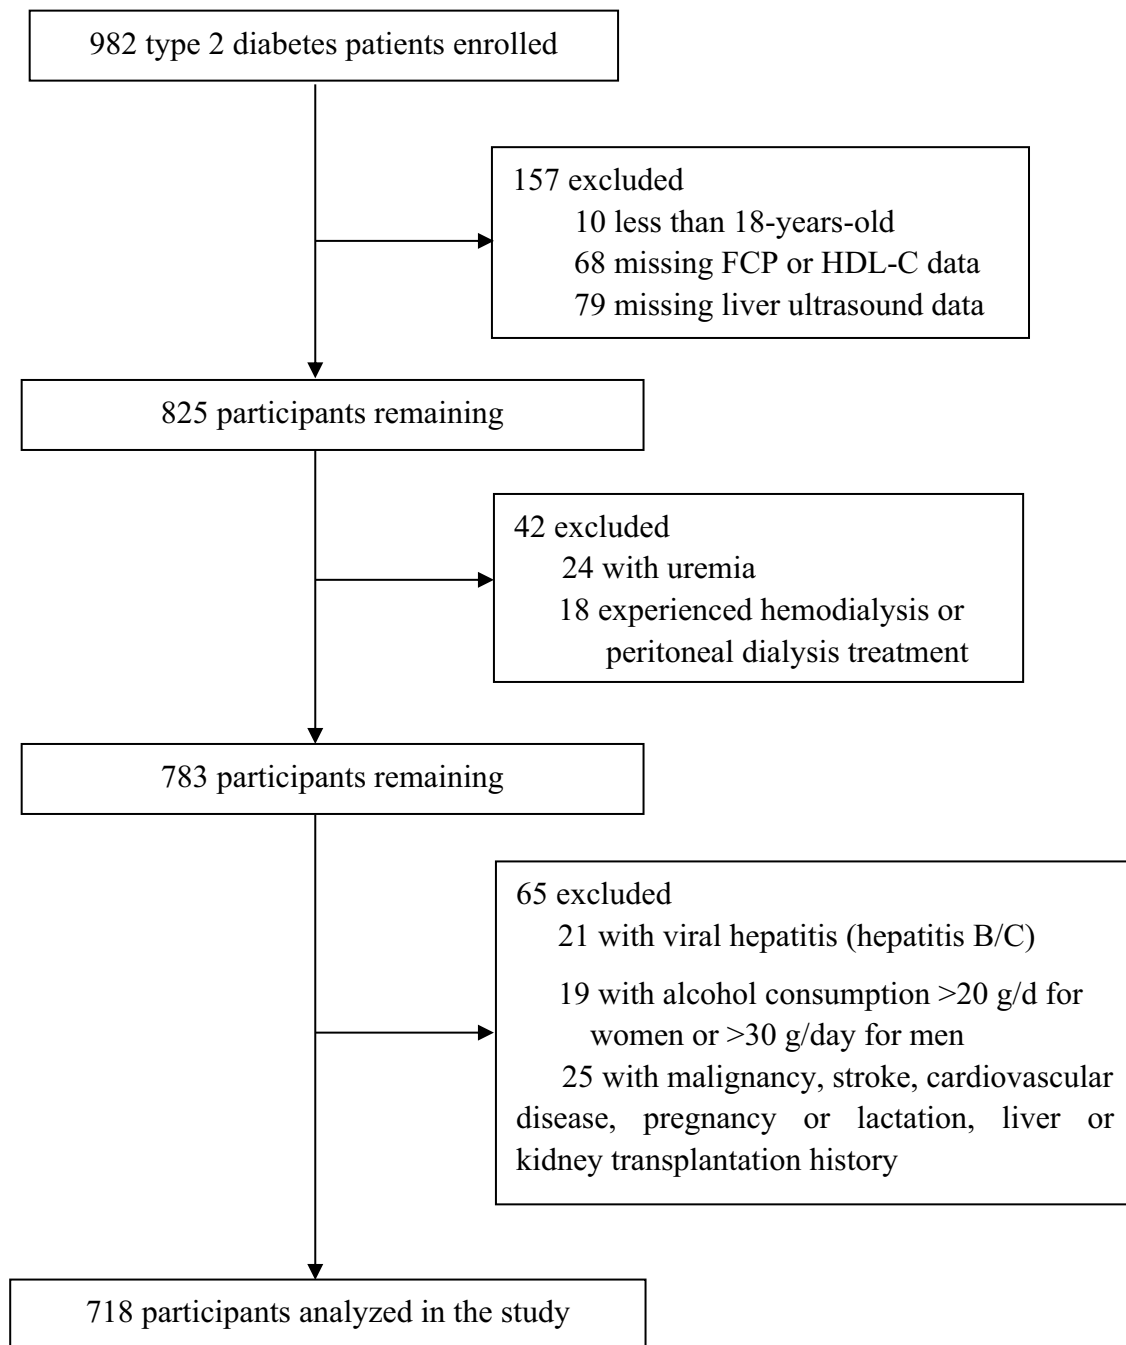 982 type 2 diabetes patients enrolled
157 excluded
10 less than 18-years-old
68 missing FCP or HDL-C data
79 missing liver ultrasound data
825 participants remaining
42 excluded
24 with uremia
18 experienced hemodialysis or
peritoneal dialysis treatment
783 participants remaining
65 excluded
21 with viral hepatitis (hepatitis B/C)
19 with alcohol consumption >20 g/d for
women or >30 g/day for men
25 with malignancy, stroke, cardiovascular
disease, pregnancy or lactation, liver or
kidney transplantation history
718 participants analyzed in the study